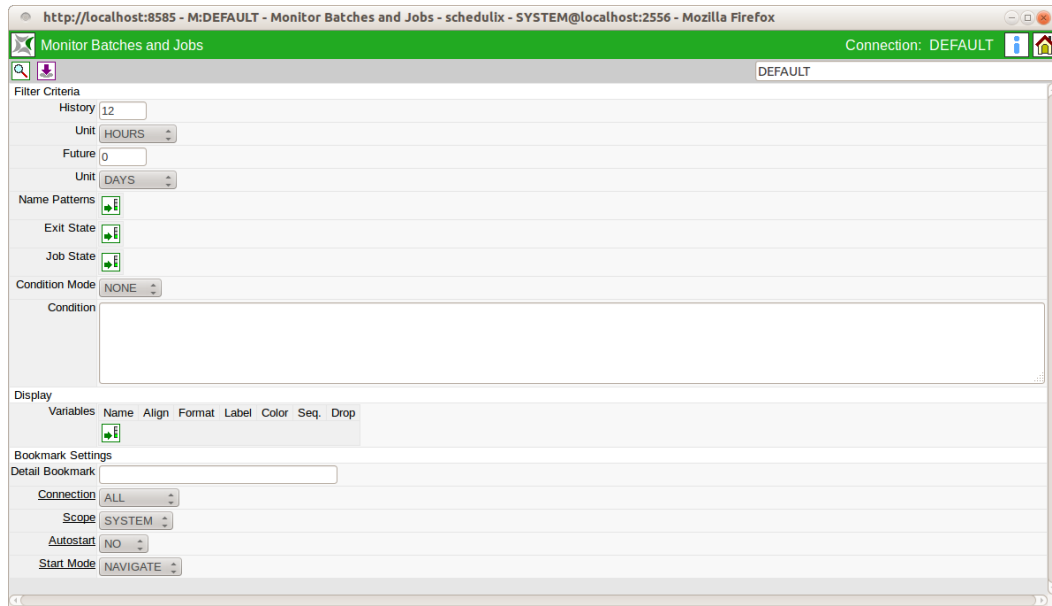 http://localhost:8585 - M:DEFAULT - Monitor Batches and Jobs - schedulix - SYSTEM@localhost:2556 - Mozilla Firefox
Monitor Batches and Jobs Connection: DEFAULT
DEFAULT
Filter Criteria
History 12
Unit HOURS
Future 0
Unit DAYS
Name Patterns
Exit State
Job State
Condition Mode NONE
Condition
Display
Variables Name Align Format Label Color Seq. Drop
Bookmark Settings
Detail Bookmark
Connection ALL
Scope SYSTEM
Autostart NO
Start Mode NAVIGATE